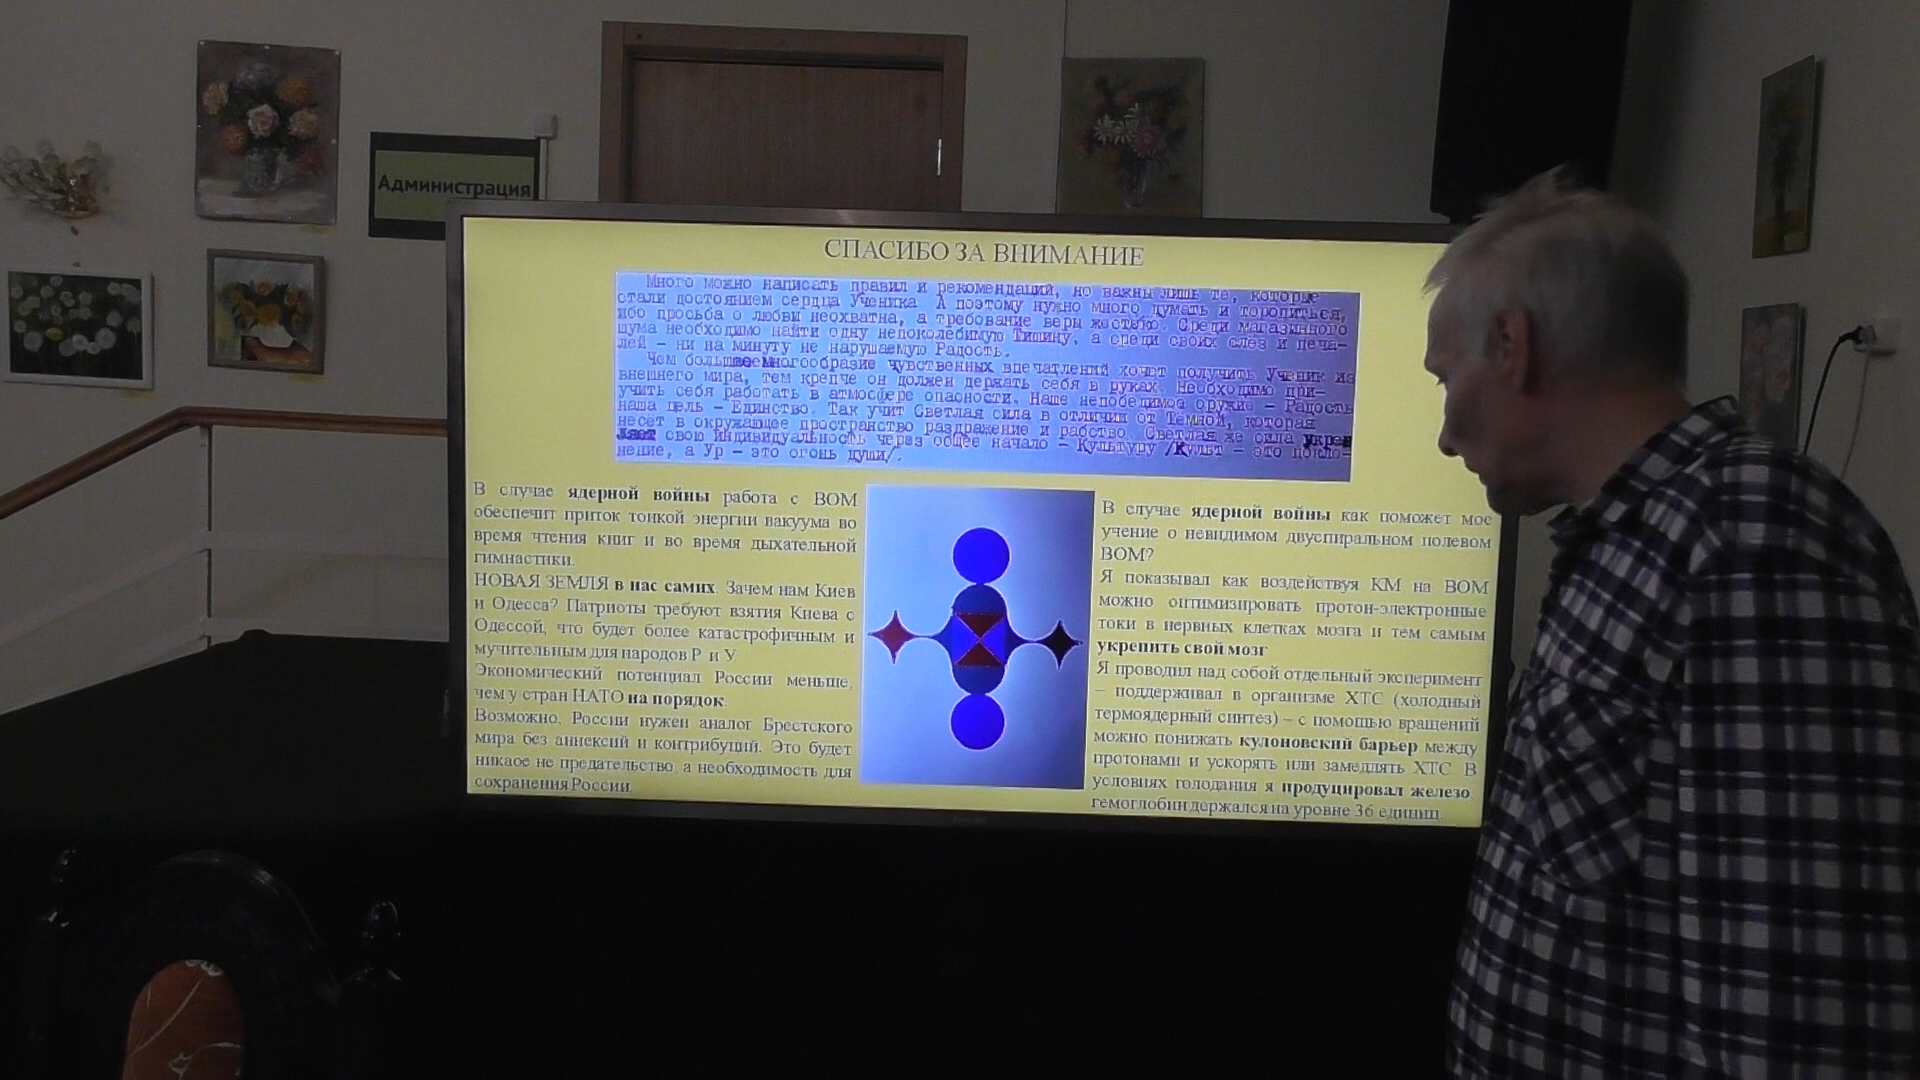 Администрация
СПАСИБО ЗА ВНИМАНИЕ
Много можно написать правил и рекомендаций, но важны лишь те, которые
стали достоянием сердца Ученика. А поэтому нужно много думать и торопиться,
ибо просьба о любви неохватна, а требование веры жестоко. Среди магазинного
шума необходимо найти одну непоколебимую Тишину, а среди своих слез и печа-
лей - ни на минуту не нарушаемую Радость.
Чем большее многообразие чувственных впечатлений хочет получить Ученик из
внешнего мира, тем крепче он должен держать себя в руках. Необходимо при-
учить себя работать в атмосфере опасности. Наше непобедимое оружие - Радость
наша цель - Единство. Так учит Светлая сила в отличии от Темной, которая
несет в окружающее пространство раздражение и рабство. Светлая же сила укреп
ляет свою Индивидуальность через общее начало - Культуру /Культ - это покло-
нение, а Ур - это огонь души/.
В случае ядерной войны работа с ВОМ
обеспечит приток тонкой энергии вакуума во
время чтения книг и во время дыхательной
гимнастики.
НОВАЯ ЗЕМЛЯ в нас самих. Зачем нам Киев
и Одесса? Патриоты требуют взятия Киева с
Одессой, что будет более катастрофичным и
мучительным для народов Р и У
Экономический потенциал России меньше,
чем у стран НАТО на порядок.
Возможно, России нужен аналог Брестского
мира без аннексий и контрибуций. Это будет
никаое не предательство, а необходимость для
сохранения России.
В случае ядерной войны как поможет мое
учение о невидимом двуспиральном полевом
ВОМ?
Я показывал как воздействуя КМ на ВОМ
можно оптимизировать протон-электронные
токи в нервных клетках мозга и тем самым
укрепить свой мозг
Я проводил над собой отдельный эксперимент
– поддерживал в организме ХТС (холодный
термоядерный синтез) – с помощью вращений
можно понижать кулоновский барьер между
протонами и ускорять или замедлять ХТС. В
условиях голодания я продуцировал железо
гемоглобин держался на уровне 36 единиц.
PHILIPS